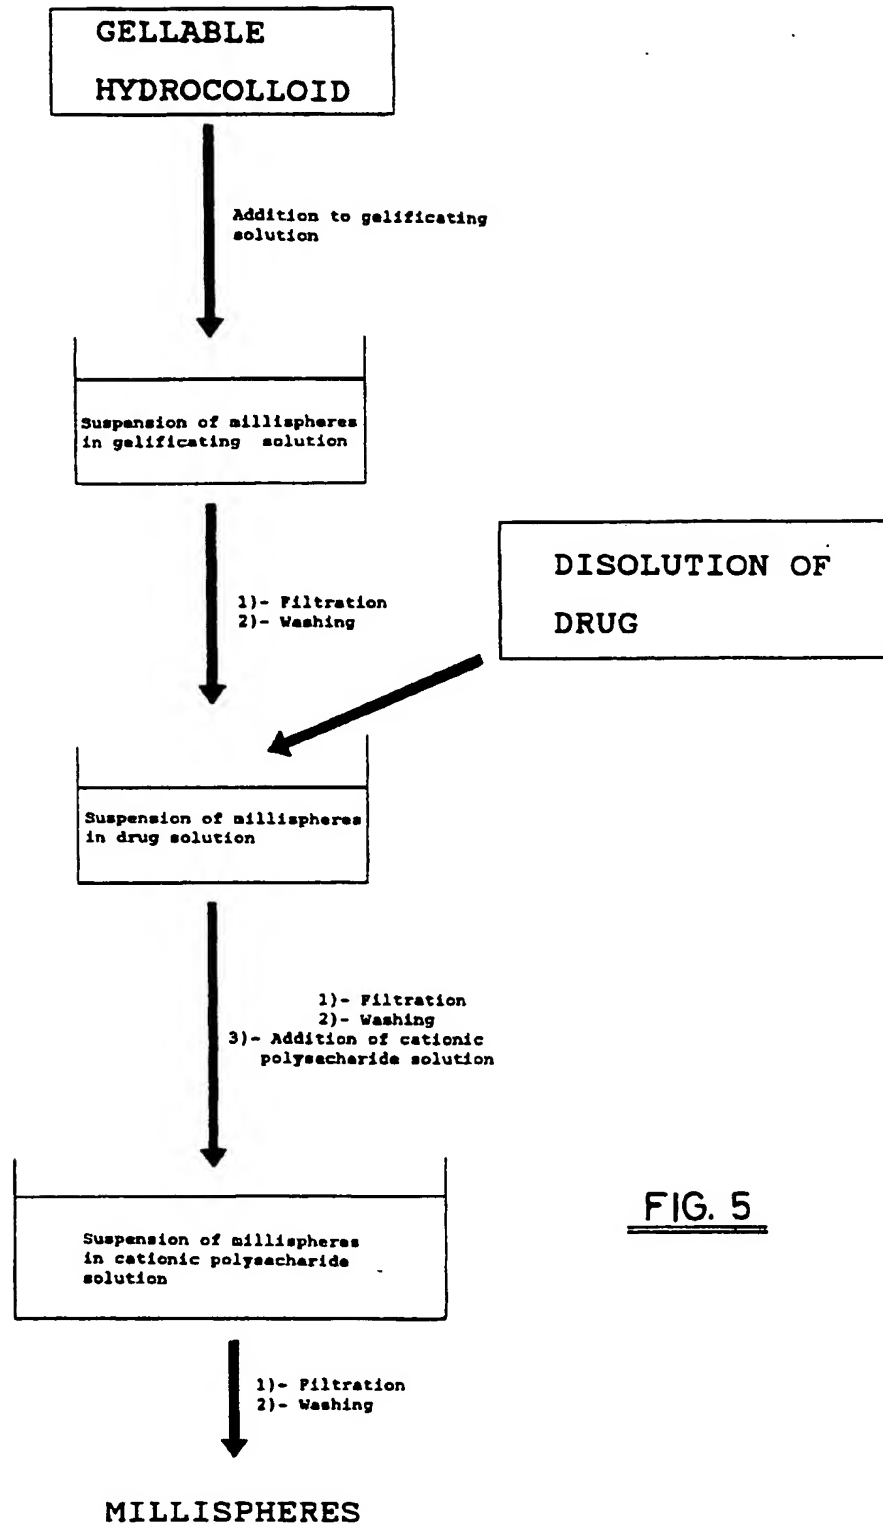 GELLABLE
HYDROCOLLOID
Addition to gelificating
solution
Suspension of millispheres
in gelificating solution
1)- Filtration
2)- Washing
DISOLUTION OF
DRUG
Suspension of millispheres
in drug solution
1)- Filtration
2)- Washing
3)- Addition of cationic
polysacharide solution
Suspension of millispheres
in cationic polysacharide
solution
FIG. 5
1)- Filtration
2)- Washing
MILLISPHERES